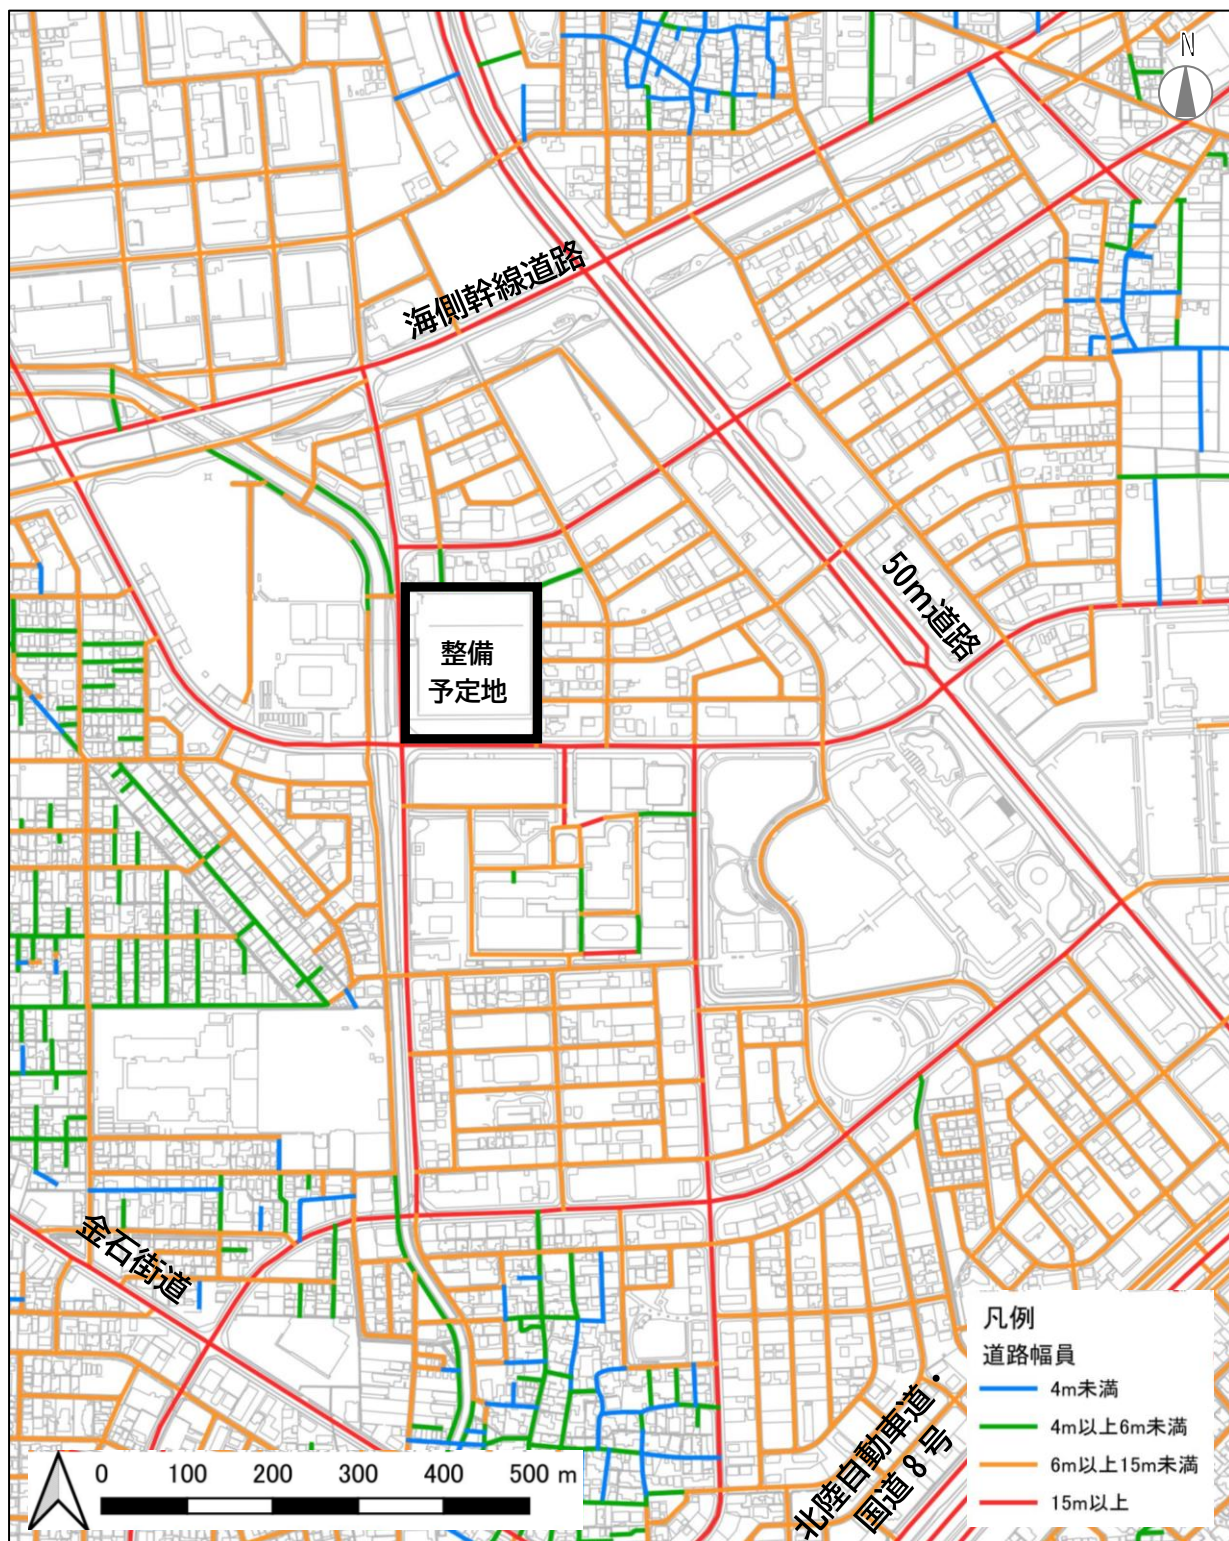 N
海側幹線道路
50m道路
整備
予定地
金石街道
北陸自動車道・
国道8号
凡例
道路幅員
4m未満
4m以上6m未満
6m以上15m未満
15m以上
0 100 200 300 400 500 m